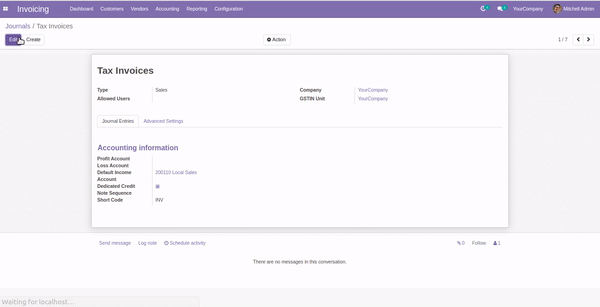 Invoicing Dashboard Customers Vendors Accounting Reporting Configuration YourCompany Mitchell Admin
Journals / Tax Invoices
Edit Create Action 1 / 7
Tax Invoices
Type Sales Company YourCompany
Allowed Users GSTIN Unit YourCompany
Journal Entries Advanced Settings
Accounting information
Profit Account
Loss Account
Default Income Account 200110 Local Sales
Dedicated Credit Note Sequence
Short Code INV
Send message Log note Schedule activity 0 Follow 1
There are no messages in this conversation.
Waiting for localhost...